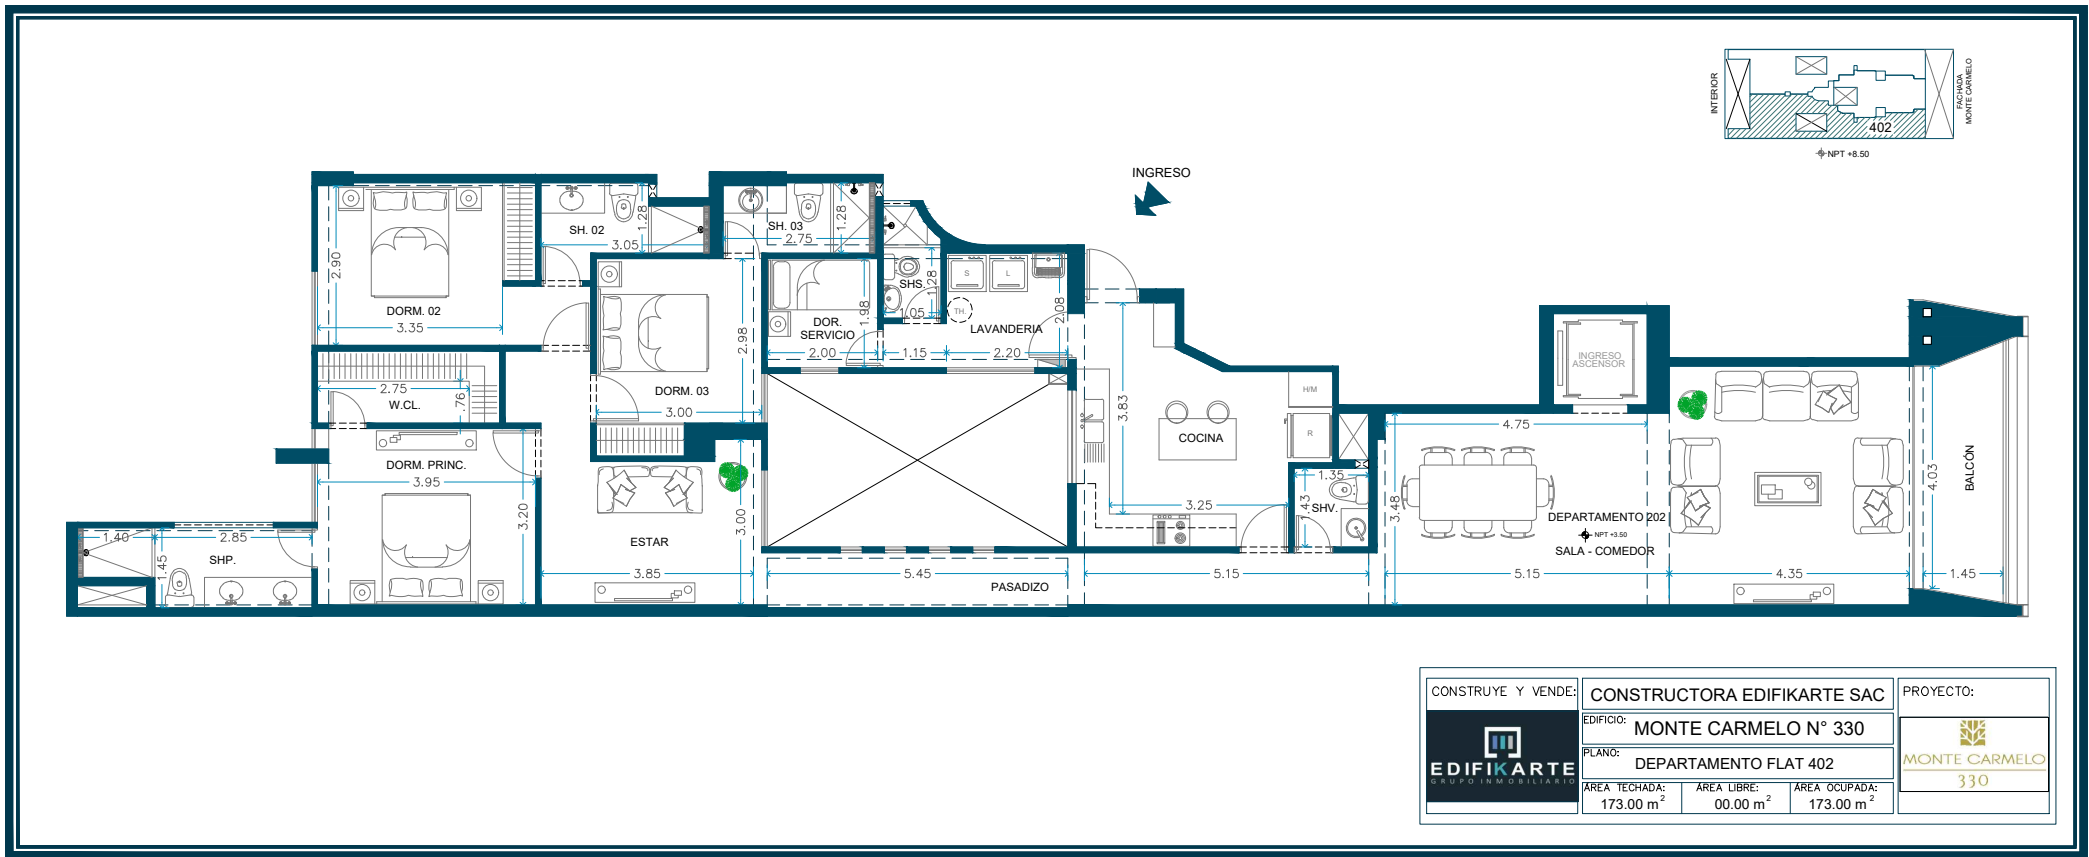 INTERIOR
FACHADA
MONTE CARMELO
402
NPT +8.50
INGRESO
SH. 02
1.28
3.05
SH. 03
2.75
1.28
2.90
DORM. 02
3.35
SHS.
1.28
1.05
S
L
TH.
2.08
LAVANDERIA
DOR.
SERVICIO
1.98
2.00
1.15
2.20
2.98
DORM. 03
3.00
2.75
W.CL.
.76
INGRESO
ASCENSOR
H/M
R
3.83
COCINA
3.25
4.75
DORM. PRINC.
3.95
3.20
1.35
1.43
SHV.
3.48
DEPARTAMENTO 202
NPT +3.50
SALA - COMEDOR
4.03
BALCÓN
1.40
2.85
SHP.
1.45
ESTAR
3.00
3.85
5.45
PASADIZO
5.15
5.15
4.35
1.45
CONSTRUYE Y VENDE:
EDIFIKARTE
GRUPO INMOBILIARIO
CONSTRUCTORA EDIFIKARTE SAC
EDIFICIO:
MONTE CARMELO N° 330
PLANO:
DEPARTAMENTO FLAT 402
ÁREA TECHADA:
173.00 m²
ÁREA LIBRE:
00.00 m²
ÁREA OCUPADA:
173.00 m²
PROYECTO:
MONTE CARMELO
330